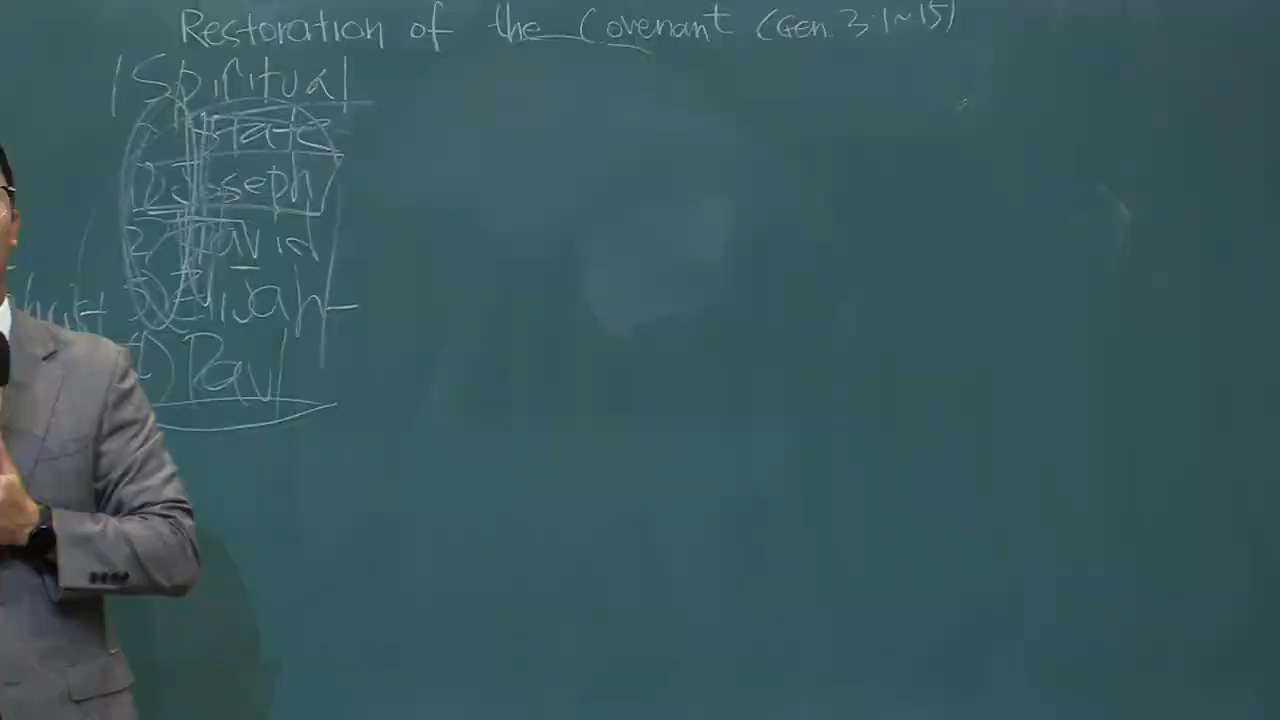 Restoration of the Covenant (Gen. 3:1~15)
1 Spiritual
state
1) Joseph
2) David
3) Elijah
4) Paul